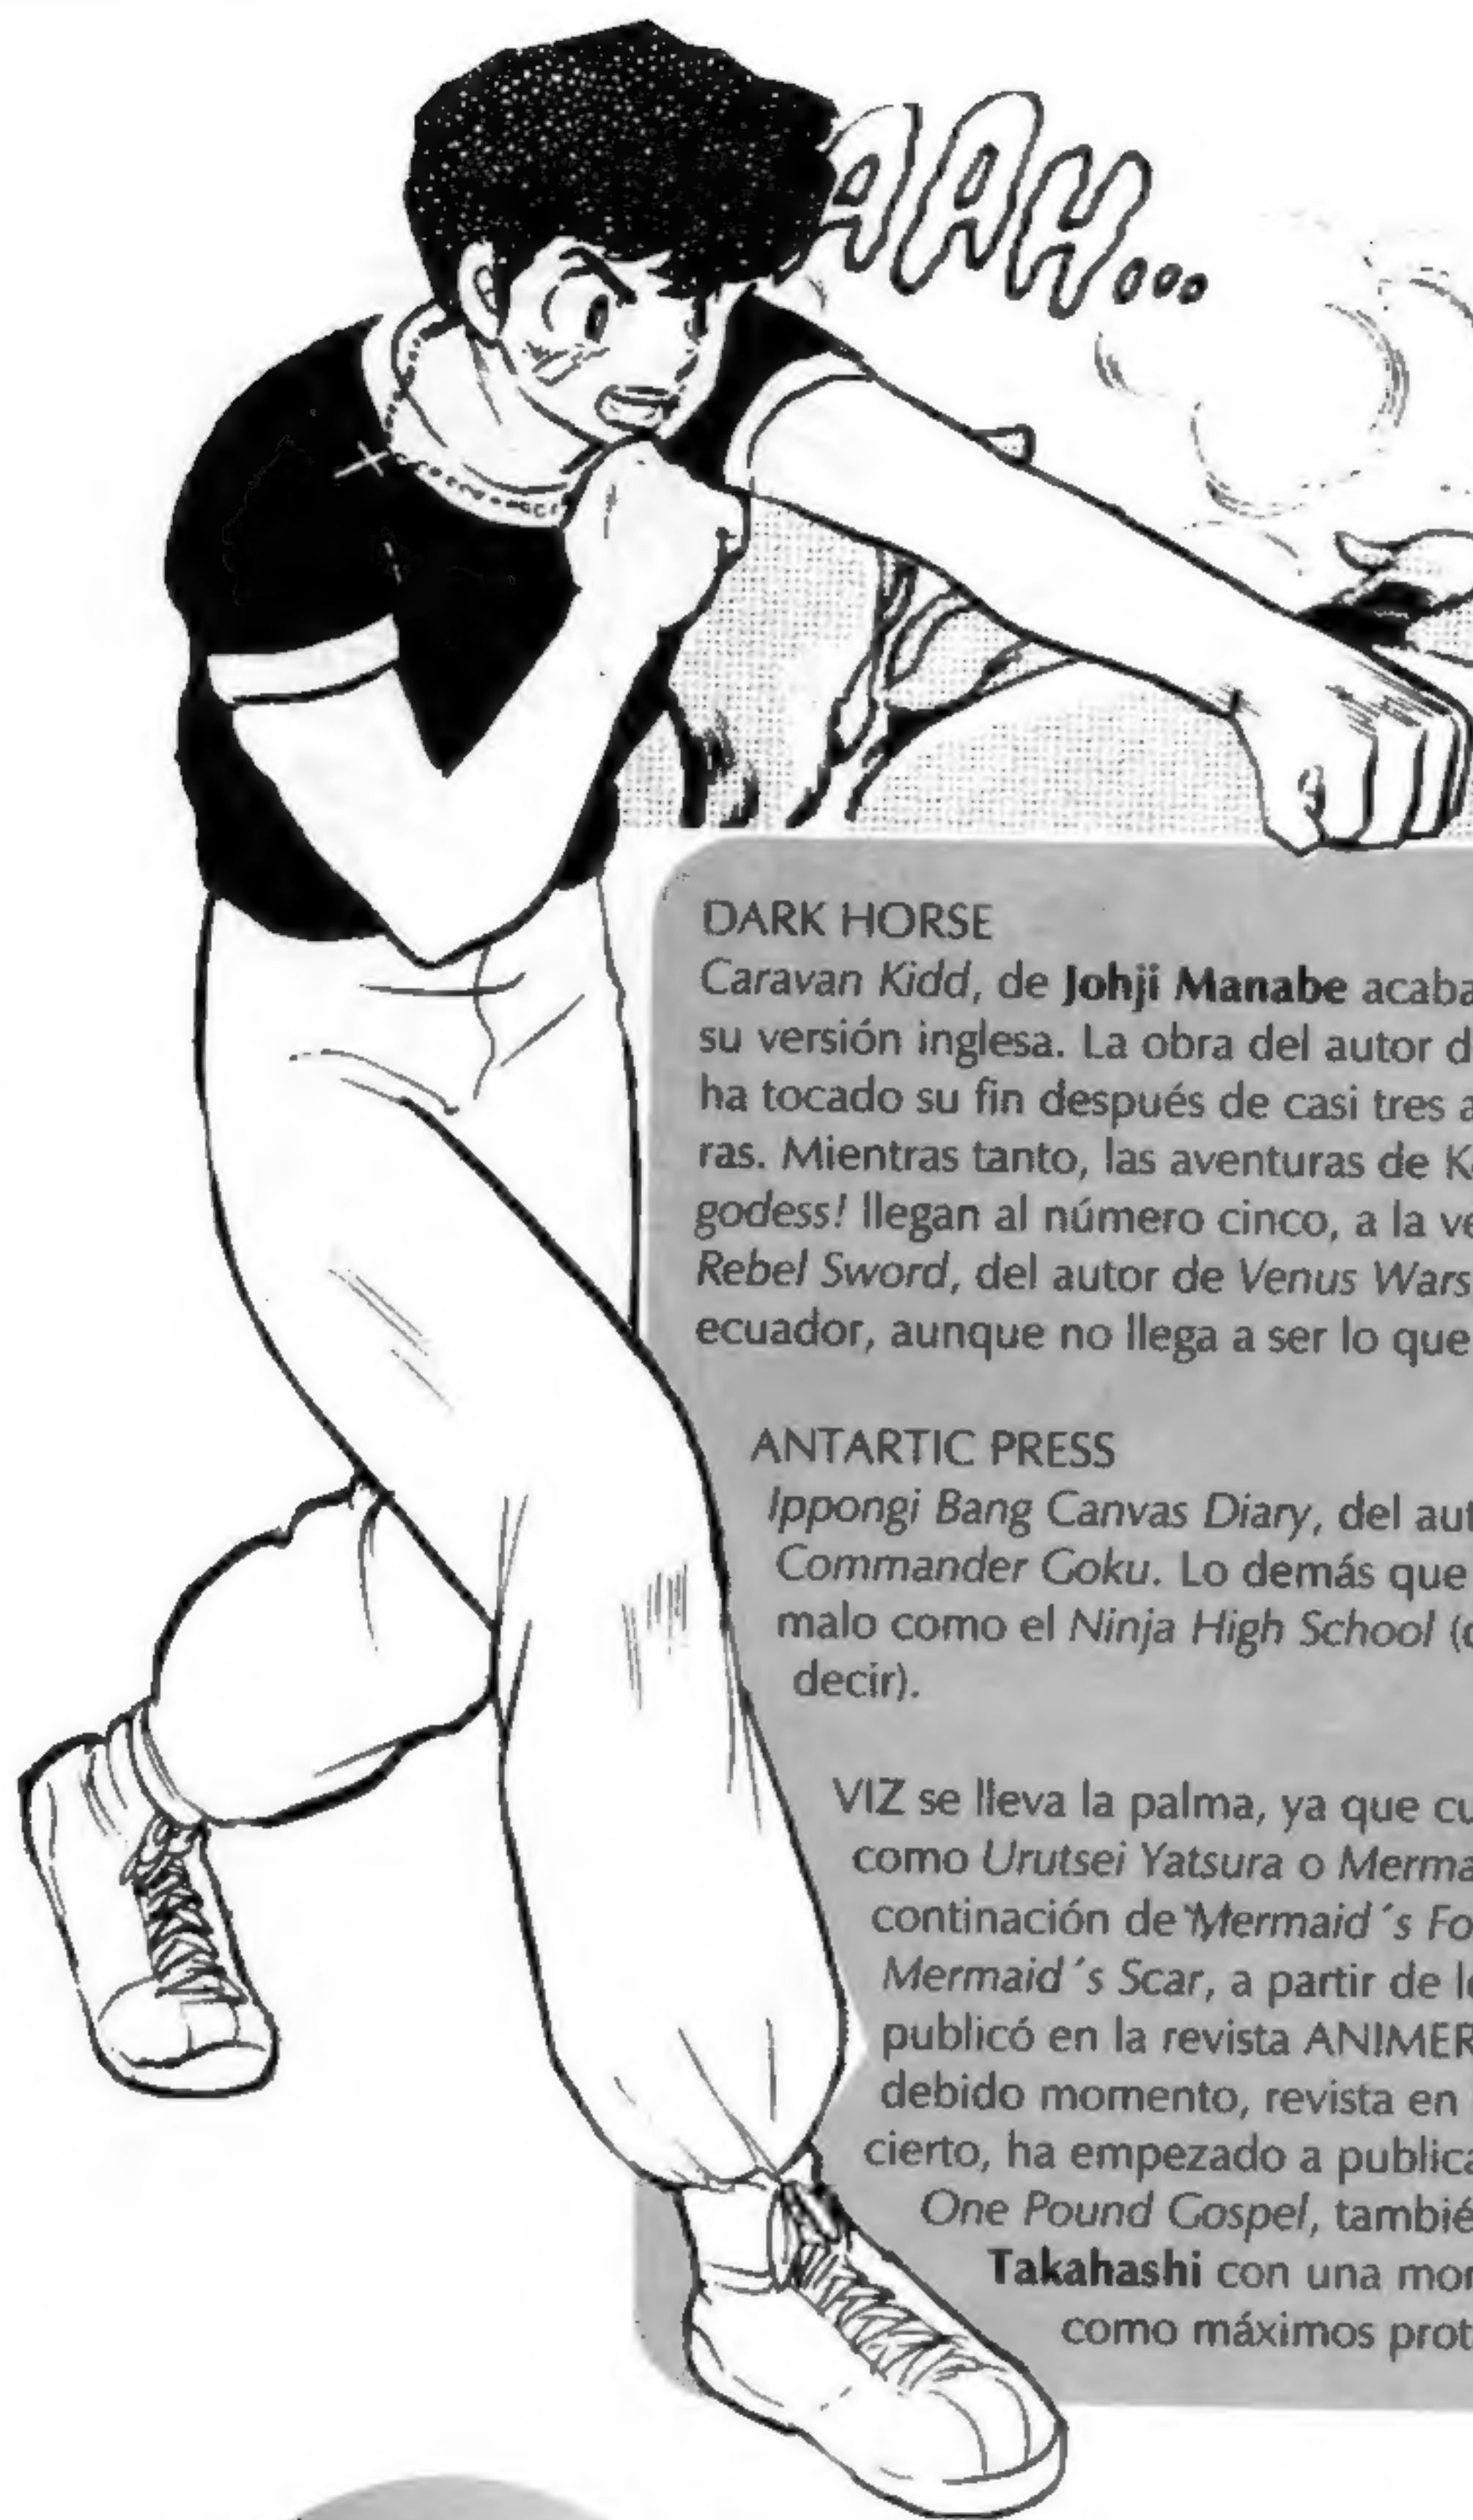 AAH...
DARK HORSE
Caravan Kidd, de Johji Manabe acaba
su versión inglesa. La obra del autor d
ha tocado su fin después de casi tres a
ras. Mientras tanto, las aventuras de K
godess! llegan al número cinco, a la ve
Rebel Sword, del autor de Venus Wars
ecuador, aunque no llega a ser lo que
ANTARTIC PRESS
Ippongi Bang Canvas Diary, del aut
Commander Goku. Lo demás que
malo como el Ninja High School (
decir).
VIZ se lleva la palma, ya que cu
como Urutsei Yatsura o Merma
continación de Mermaid´s Fo
Mermaid´s Scar, a partir de lo
publicó en la revista ANIMER
debido momento, revista en
cierto, ha empezado a publica
One Pound Gospel, tambié
Takahashi con una mon
como máximos prot